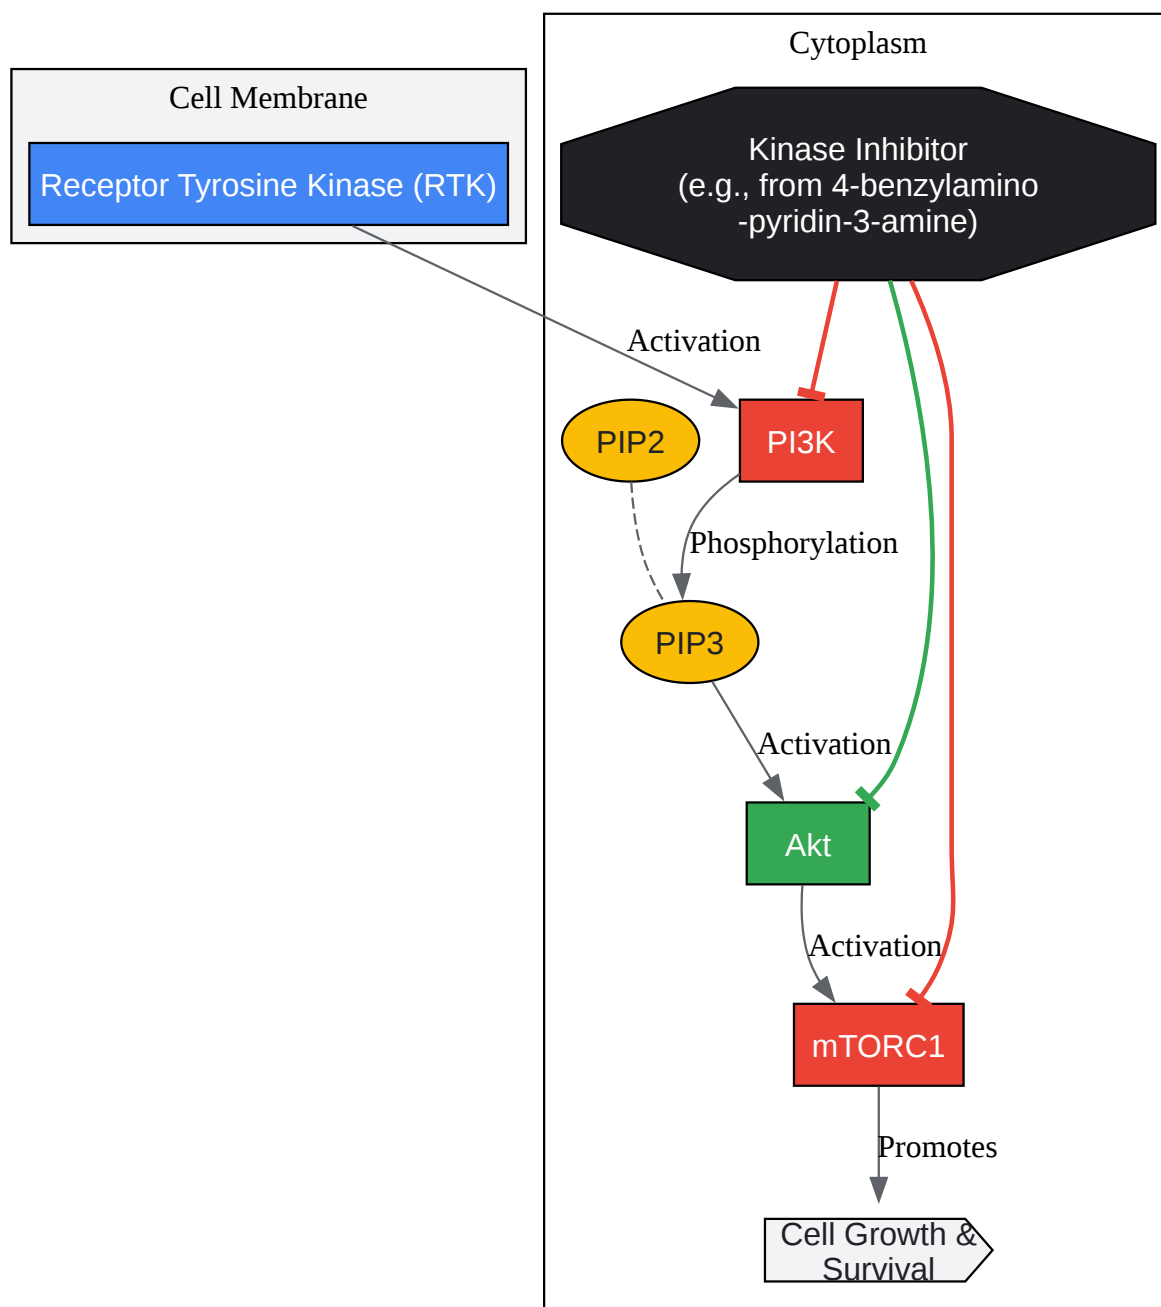 Cytoplasm
Cell Membrane
Receptor Tyrosine Kinase (RTK)
Kinase Inhibitor
(e.g., from 4-benzylamino
-pyridin-3-amine)
Activation
PIP2
PI3K
Phosphorylation
PIP3
Activation
Akt
Activation
mTORC1
Promotes
Cell Growth &
Survival